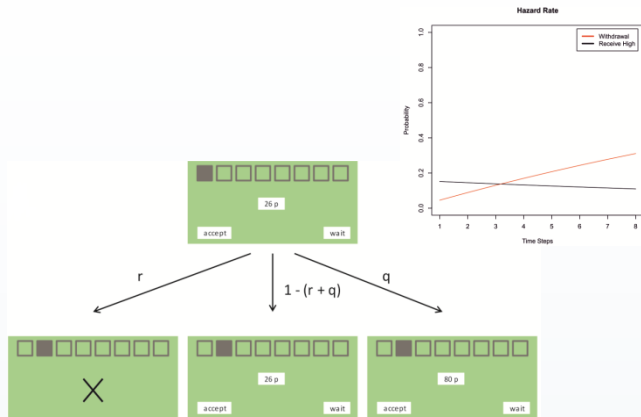 Hazard Rate
Withdrawal
Receive High
Probability
1.0
0.8
0.6
0.4
0.2
0.0
1 2 3 4 5 6 7 8
Time Steps
26 p
accept wait
r
1 - (r + q)
q
X
26 p
accept wait
80 p
accept wait